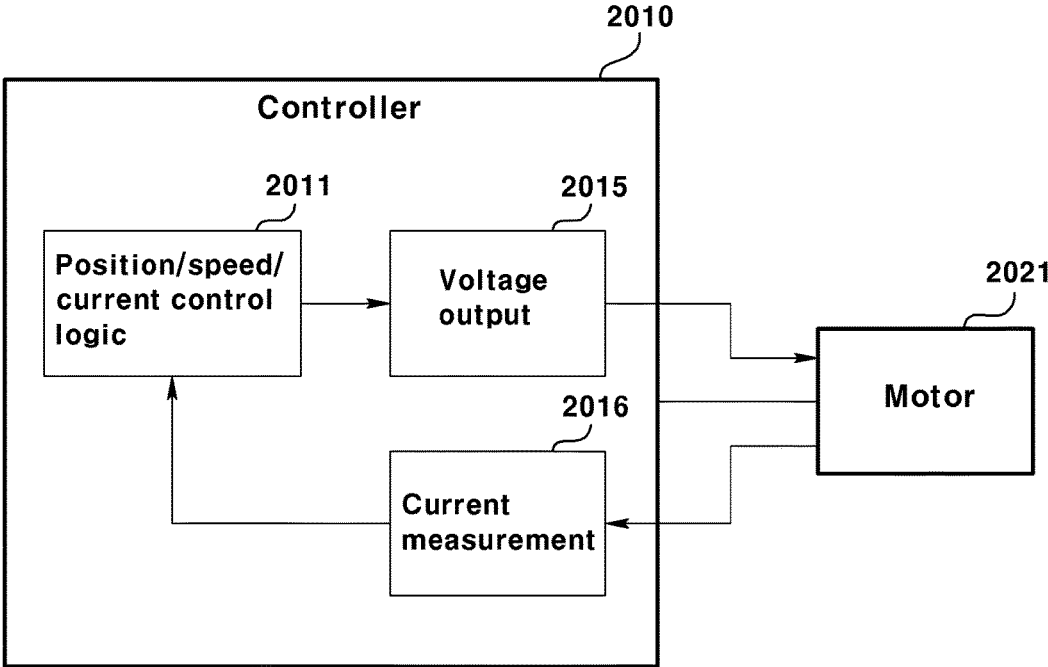 2010
Controller
2011
2015
Position/speed/
current control
logic
Voltage
output
2021
Motor
2016
Current
measurement